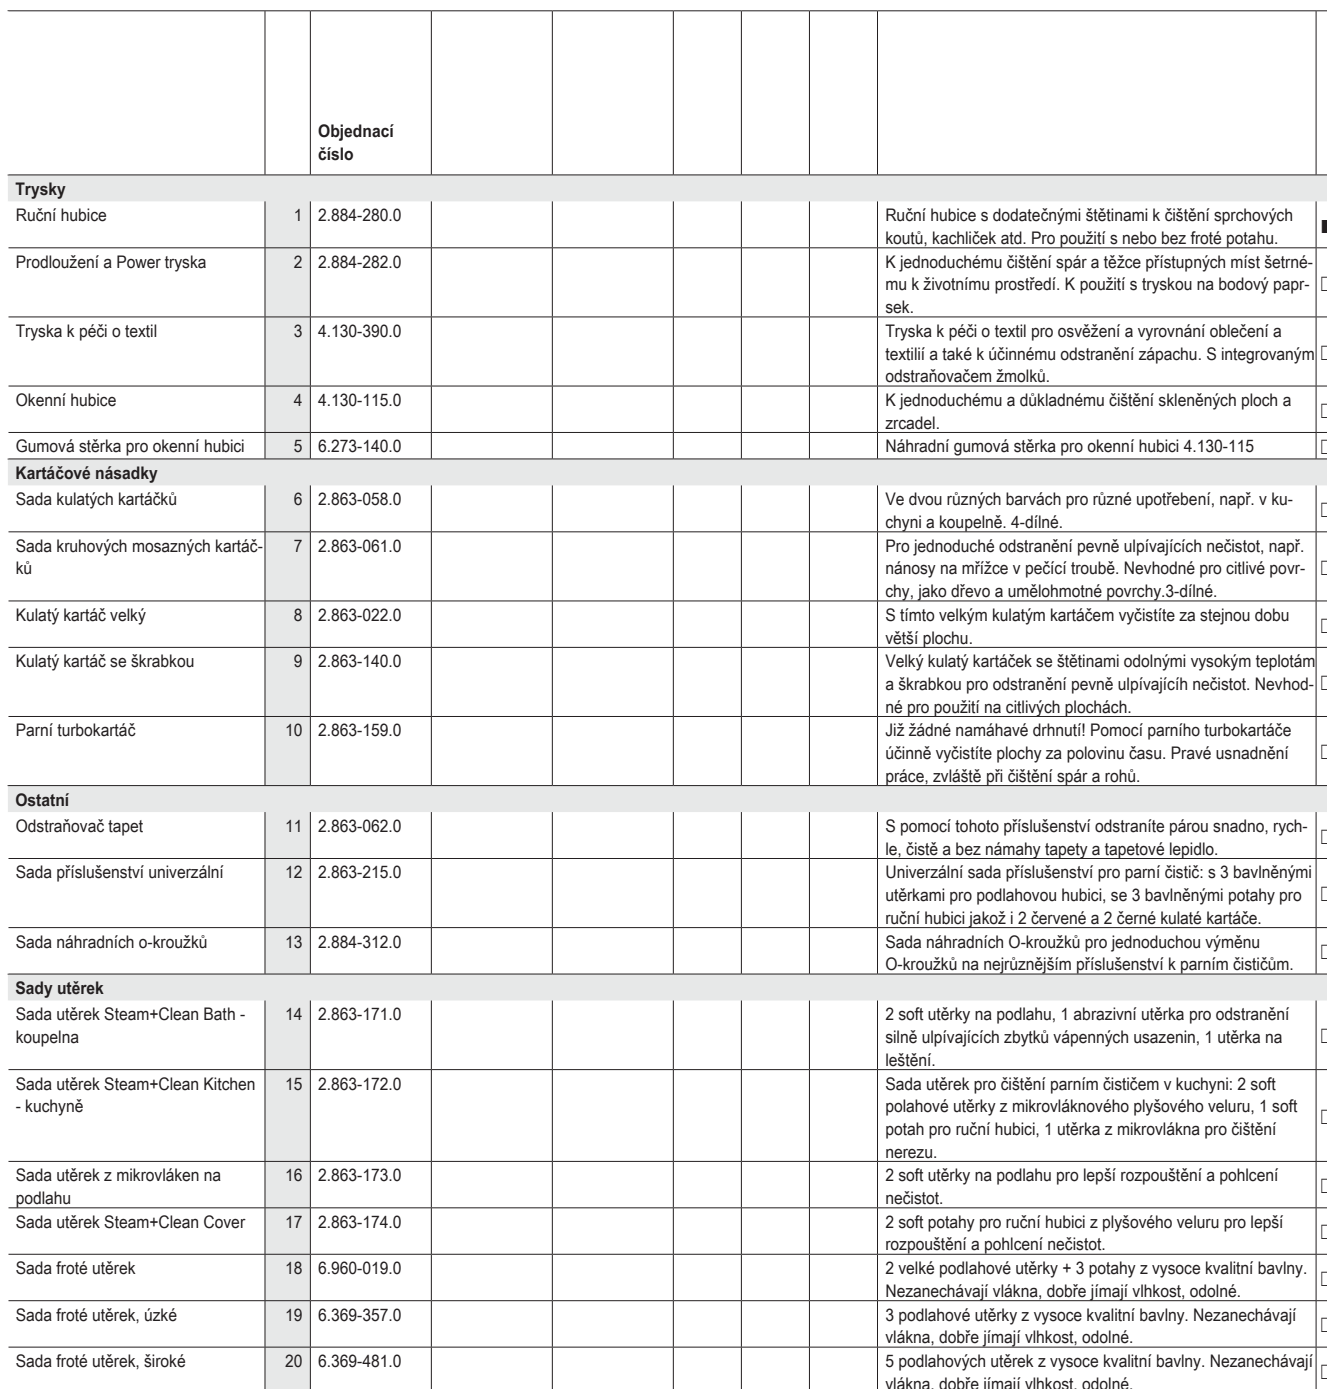 Objednací
číslo
Trysky
Ruční hubice 1 2.884-280.0 Ruční hubice s dodatečnými štětinami k čištění sprchových
koutů, kachliček atd. Pro použití s nebo bez froté potahu.
Prodloužení a Power tryska 2 2.884-282.0 K jednoduchému čištění spár a těžce přístupných míst šetrné-
mu k životnímu prostředí. K použití s tryskou na bodový papr-
sek.
Tryska k péči o textil 3 4.130-390.0 Tryska k péči o textil pro osvěžení a vyrovnání oblečení a
textilií a také k účinnému odstranění zápachu. S integrovaným
odstraňovačem žmolků.
Okenní hubice 4 4.130-115.0 K jednoduchému a důkladnému čištění skleněných ploch a
zrcadel.
Gumová stěrka pro okenní hubici 5 6.273-140.0 Náhradní gumová stěrka pro okenní hubici 4.130-115
Kartáčové násadky
Sada kulatých kartáčků 6 2.863-058.0 Ve dvou různých barvách pro různé upotřebení, např. v ku-
chyni a koupelně. 4-dílné.
Sada kruhových mosazných kartáč- 7 2.863-061.0 Pro jednoduché odstranění pevně ulpívajících nečistot, např.
ků nánosy na mřížce v pečící troubě. Nevhodné pro citlivé povr-
chy, jako dřevo a umělohmotné povrchy.3-dílné.
Kulatý kartáč velký 8 2.863-022.0 S tímto velkým kulatým kartáčem vyčistíte za stejnou dobu
větší plochu.
Kulatý kartáč se škrabkou 9 2.863-140.0 Velký kulatý kartáček se štětinami odolnými vysokým teplotám
a škrabkou pro odstranění pevně ulpívajícíh nečistot. Nevhod-
né pro použití na citlivých plochách.
Parní turbokartáč 10 2.863-159.0 Již žádné namáhavé drhnutí! Pomocí parního turbokartáče
účinně vyčistíte plochy za polovinu času. Pravé usnadnění
práce, zvláště při čištění spár a rohů.
Ostatní
Odstraňovač tapet 11 2.863-062.0 S pomocí tohoto příslušenství odstraníte párou snadno, rych-
le, čistě a bez námahy tapety a tapetové lepidlo.
Sada příslušenství univerzální 12 2.863-215.0 Univerzální sada příslušenství pro parní čistič: s 3 bavlněnými
utěrkami pro podlahovou hubici, se 3 bavlněnými potahy pro
ruční hubici jakož i 2 červené a 2 černé kulaté kartáče.
Sada náhradních o-kroužků 13 2.884-312.0 Sada náhradních O-kroužků pro jednoduchou výměnu
O-kroužků na nejrůznějším příslušenství k parním čističům.
Sady utěrek
Sada utěrek Steam+Clean Bath - 14 2.863-171.0 2 soft utěrky na podlahu, 1 abrazivní utěrka pro odstranění
koupelna silně ulpívajících zbytků vápenných usazenin, 1 utěrka na
leštění.
Sada utěrek Steam+Clean Kitchen 15 2.863-172.0 Sada utěrek pro čištění parním čističem v kuchyni: 2 soft
- kuchyně polahové utěrky z mikrovláknového plyšového veluru, 1 soft
potah pro ruční hubici, 1 utěrka z mikrovlákna pro čištění
nerezu.
Sada utěrek z mikrovláken na 16 2.863-173.0 2 soft utěrky na podlahu pro lepší rozpouštění a pohlcení
podlahu nečistot.
Sada utěrek Steam+Clean Cover 17 2.863-174.0 2 soft potahy pro ruční hubici z plyšového veluru pro lepší
rozpouštění a pohlcení nečistot.
Sada froté utěrek 18 6.960-019.0 2 velké podlahové utěrky + 3 potahy z vysoce kvalitní bavlny.
Nezanechávají vlákna, dobře jímají vlhkost, odolné.
Sada froté utěrek, úzké 19 6.369-357.0 3 podlahové utěrky z vysoce kvalitní bavlny. Nezanechávají
vlákna, dobře jímají vlhkost, odolné.
Sada froté utěrek, široké 20 6.369-481.0 5 podlahových utěrek z vysoce kvalitní bavlny. Nezanechávají
vlákna, dobře jímají vlhkost, odolné.